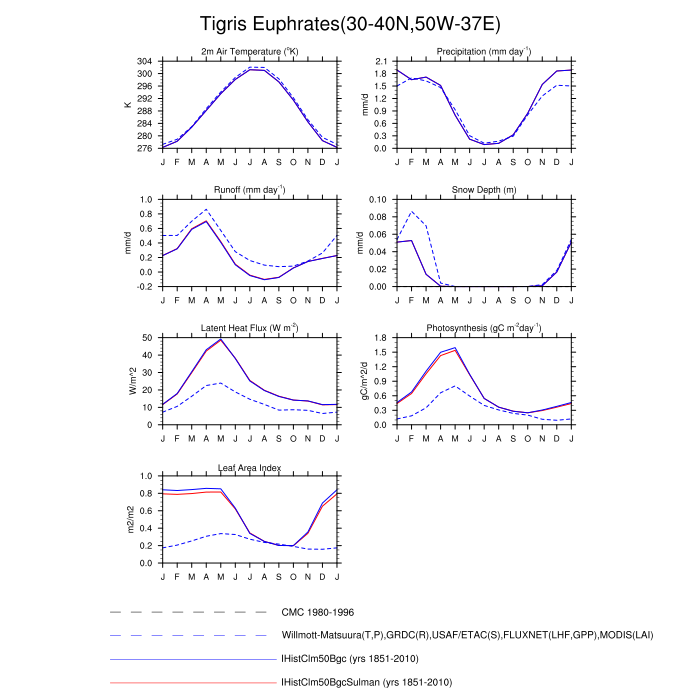 Tigris Euphrates(30-40N,50W-37E)
2m Air Temperature (°K)
304
300
296
292
288
284
280
276
K
J F M A M J J A S O N D J
Precipitation (mm day-1)
2.1
1.8
1.5
1.2
0.9
0.6
0.3
0.0
mm/d
J F M A M J J A S O N D J
Runoff (mm day-1)
1.0
0.8
0.6
0.4
0.2
0.0
-0.2
mm/d
J F M A M J J A S O N D J
Snow Depth (m)
0.10
0.08
0.06
0.04
0.02
0.00
mm/d
J F M A M J J A S O N D J
Latent Heat Flux (W m-2)
50
40
30
20
10
0
W/m^2
J F M A M J J A S O N D J
Photosynthesis (gC m-2day-1)
1.8
1.5
1.2
0.9
0.6
0.3
0.0
gC/m^2/d
J F M A M J J A S O N D J
Leaf Area Index
1.0
0.8
0.6
0.4
0.2
0.0
m2/m2
J F M A M J J A S O N D J
CMC 1980-1996
Willmott-Matsuura(T,P),GRDC(R),USAF/ETAC(S),FLUXNET(LHF,GPP),MODIS(LAI)
IHistClm50Bgc (yrs 1851-2010)
IHistClm50BgcSulman (yrs 1851-2010)